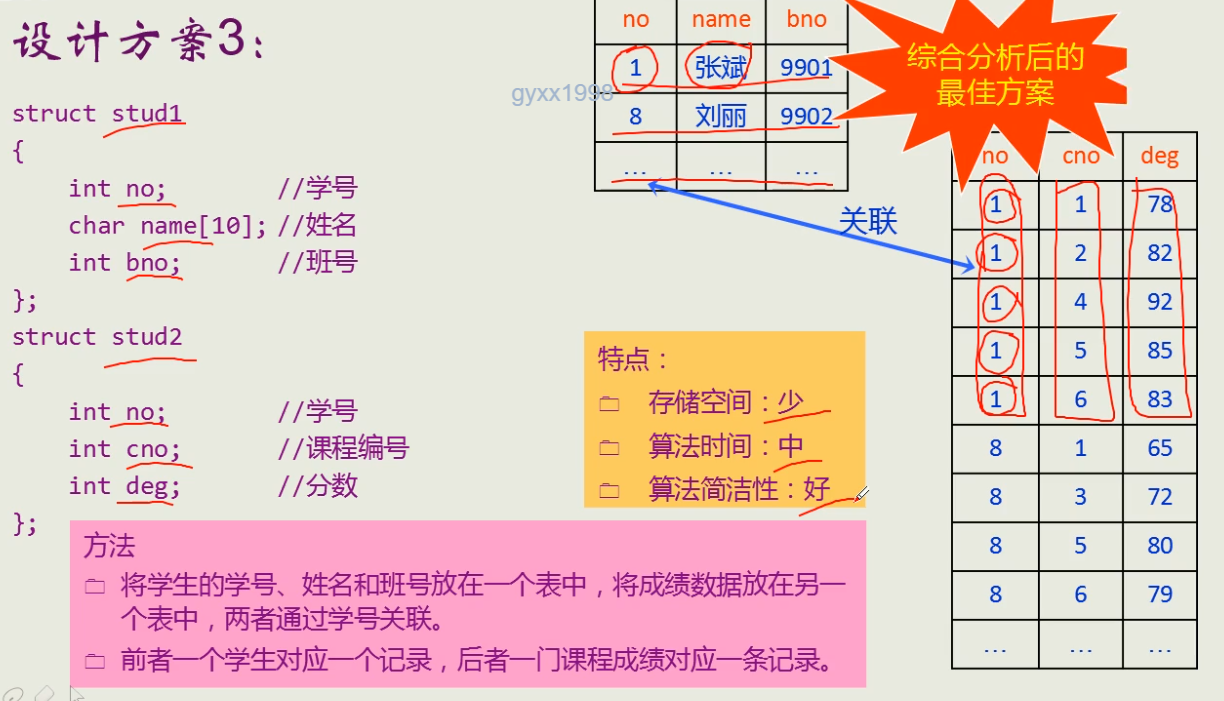 设计方案3：
struct stud1
{
int no; //学号
char name[10]; //姓名
int bno; //班号
};
struct stud2
{
int no; //学号
int cno; //课程编号
int deg; //分数
};
no name bno
1 张斌 9901
8 刘丽 9902
… … …
gyxx1998
综合分析后的
最佳方案
关联
no cno deg
1 1 78
1 2 82
1 4 92
1 5 85
1 6 83
8 1 65
8 3 72
8 5 80
8 6 79
… … …
特点：
存储空间：少
算法时间：中
算法简洁性：好
方法
将学生的学号、姓名和班号放在一个表中，将成绩数据放在另一
个表中，两者通过学号关联。
前者一个学生对应一个记录，后者一门课程成绩对应一条记录。